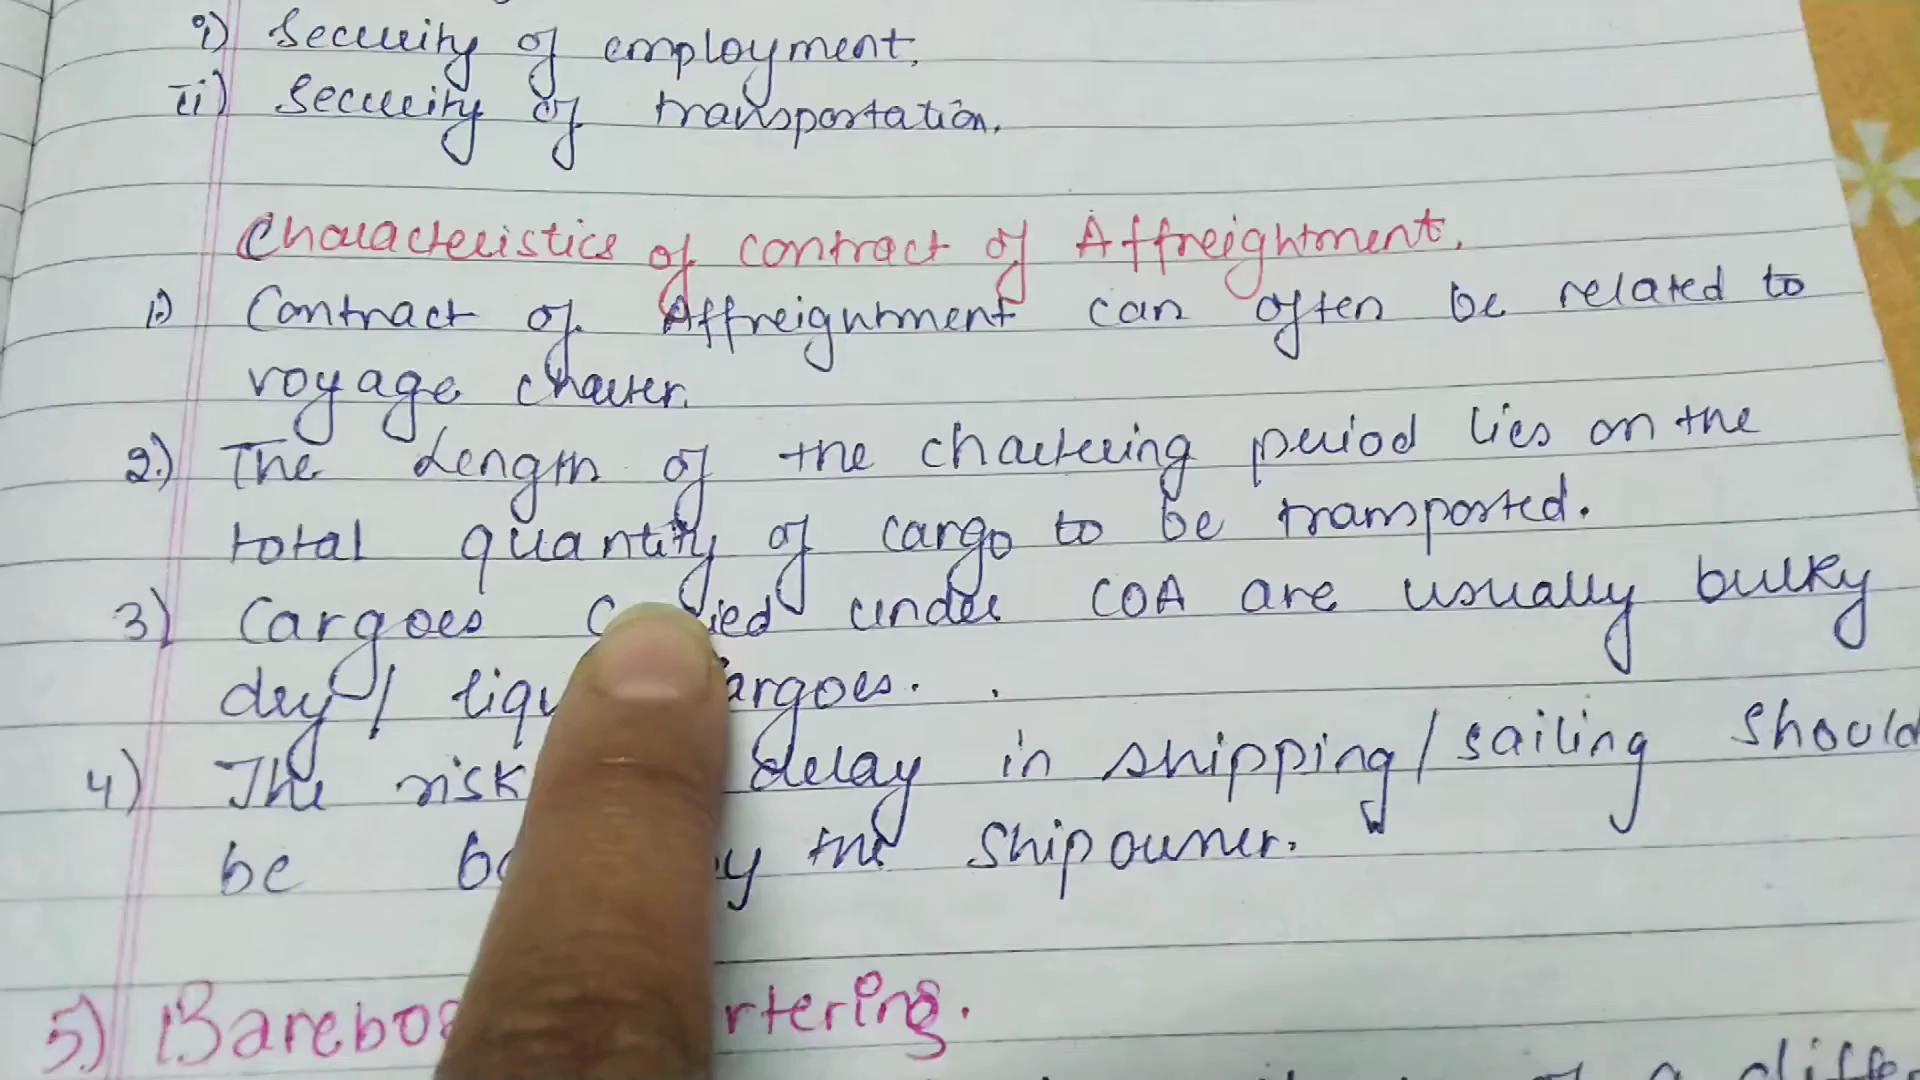 i) Security of employment.
ii) Security of transportation.
Characteristics of contract of Affreightment.
1) Contract of Affreightment can often be related to
voyage charter.
2.) The Length of the chartering period lies on the
total quantity of cargo to be transported.
3) Cargoes under COA are usually bulky
dry/
4) The risk delay in shipping/sailing should
be the shipowner.
5)